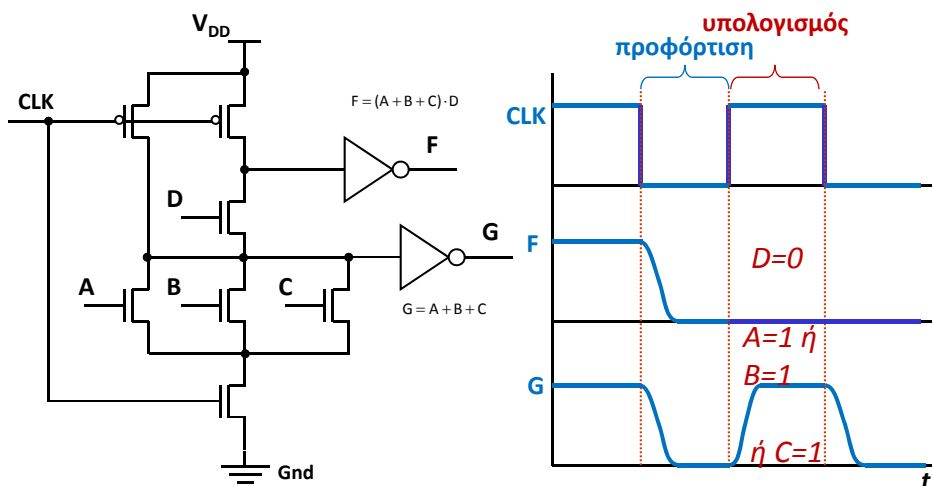 υπολογισμός
προφόρτιση
V_DD
CLK
F = (A + B + C) · D
F
D
G
A
B
C
G = A + B + C
Gnd
CLK
F
D=0
A=1 ή
B=1
G
ή C=1
t